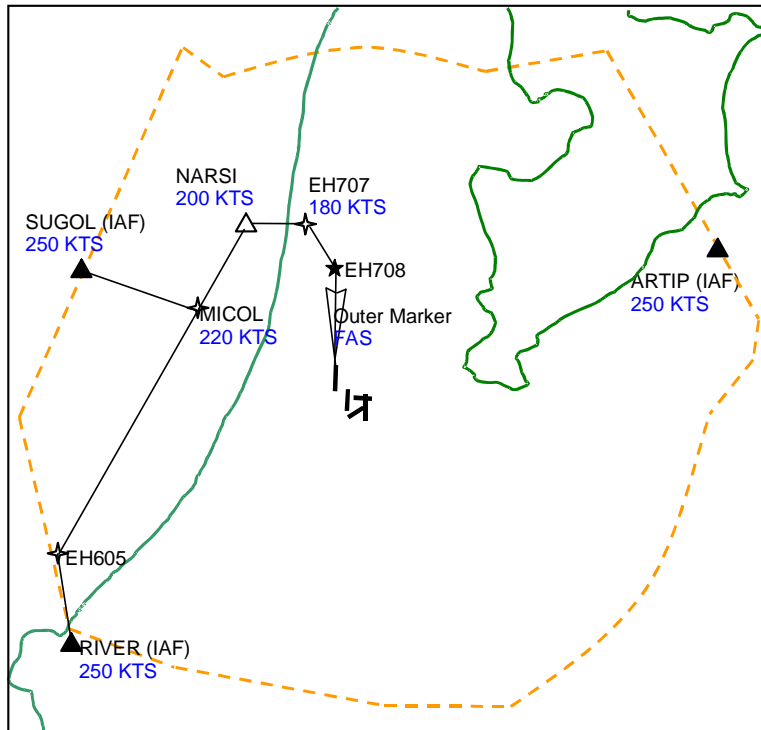 NARSI
200 KTS
EH707
180 KTS
SUGOL (IAF)
250 KTS
EH708
ARTIP (IAF)
250 KTS
MICOL
220 KTS
Outer Marker
FAS
EH605
RIVER (IAF)
250 KTS